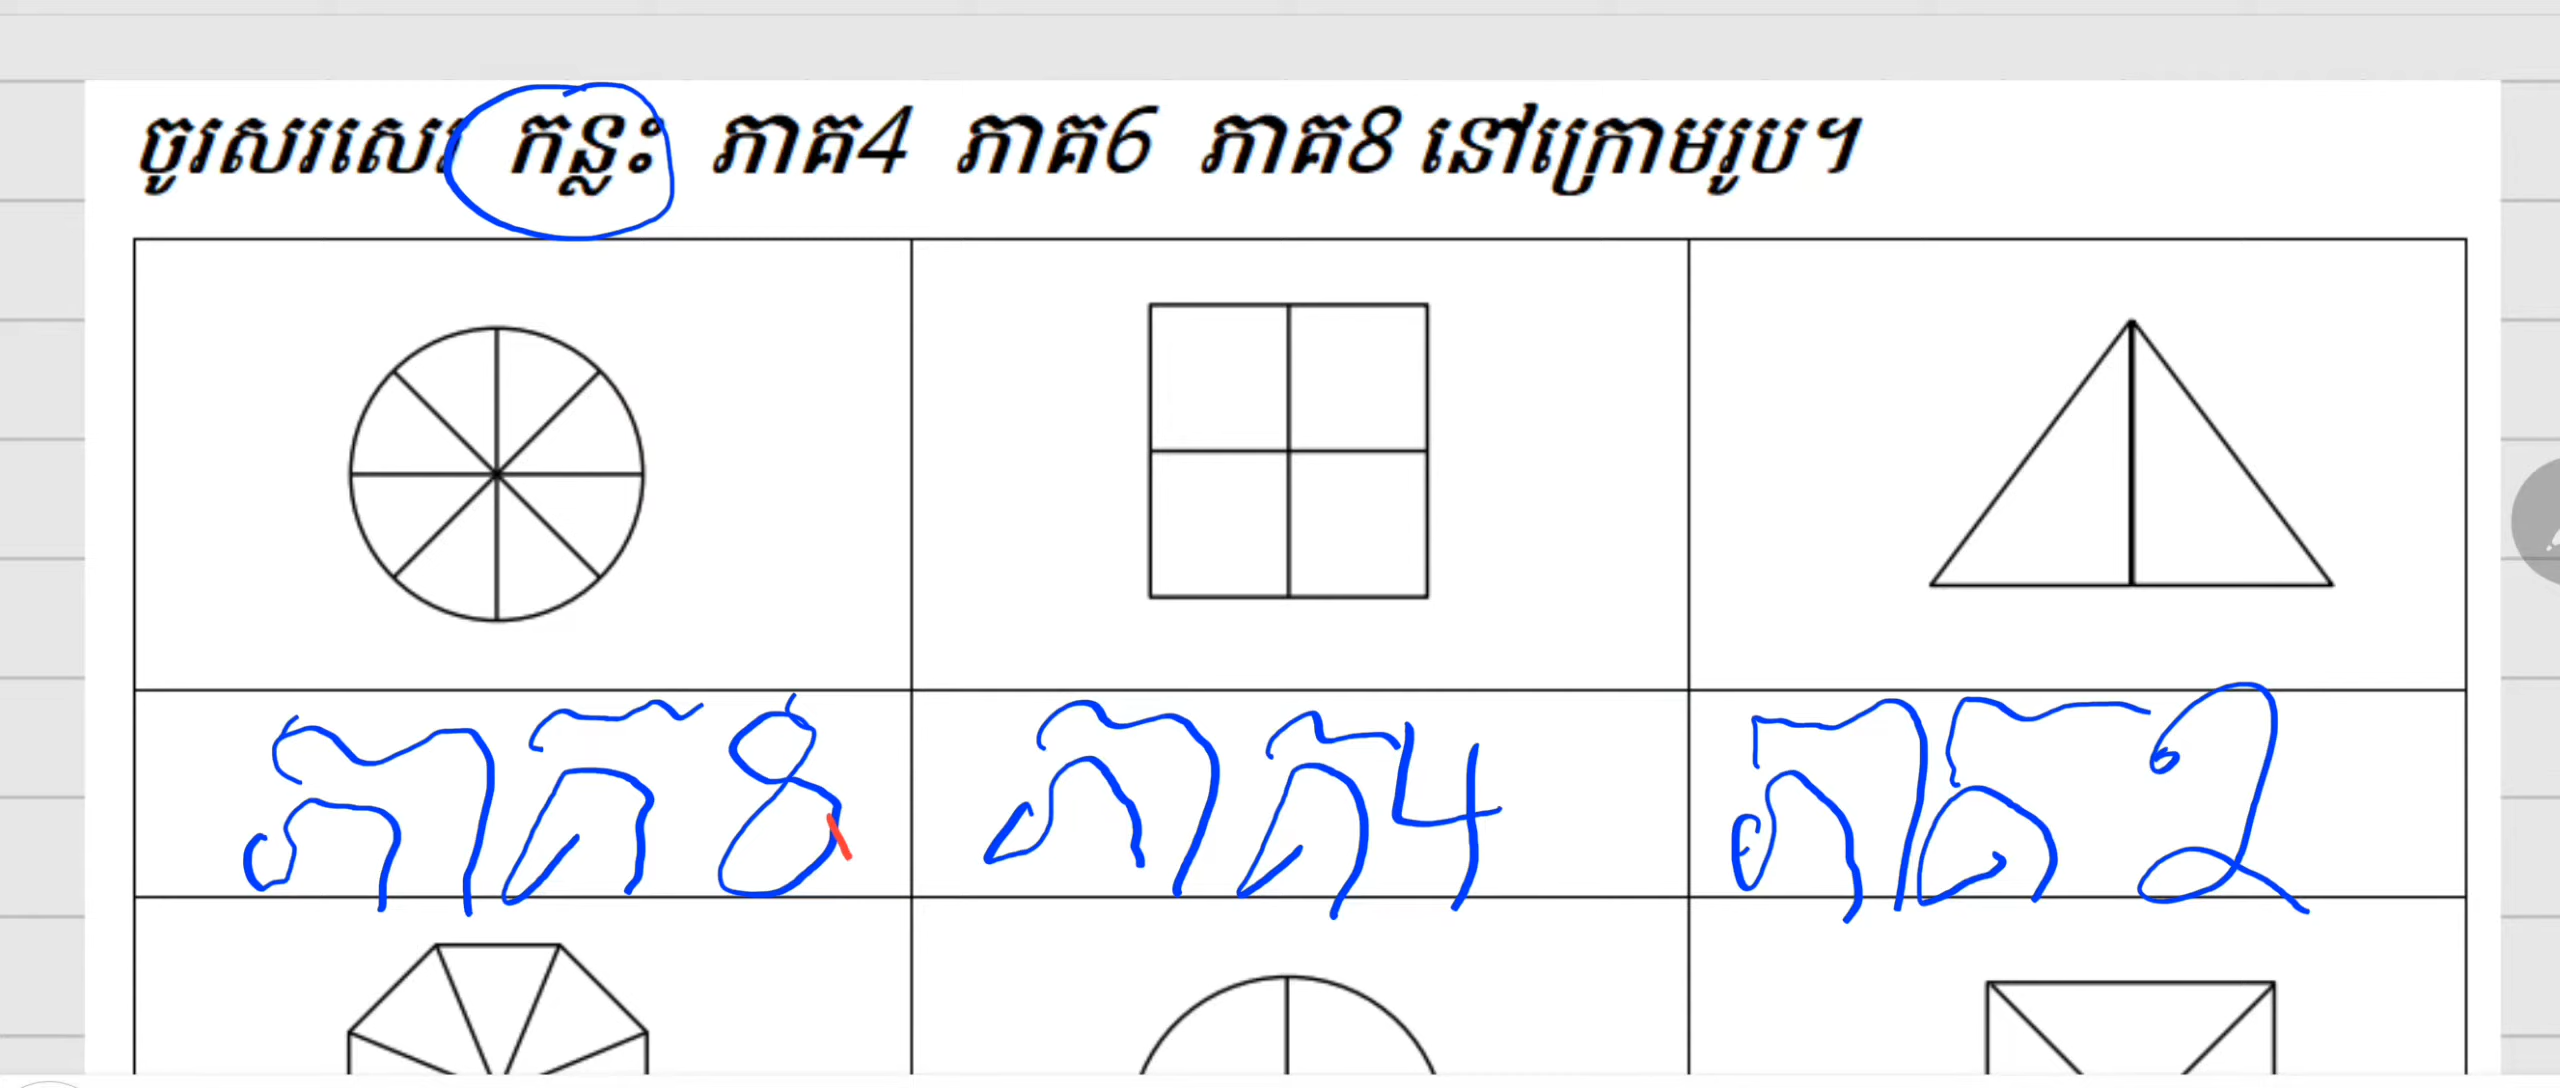 ចូរសរសេរ កន្លះ ភាគ4 ភាគ6 ភាគ8 នៅក្រោមរូប។
ភាគ8 ភាគ4 ភាគ2